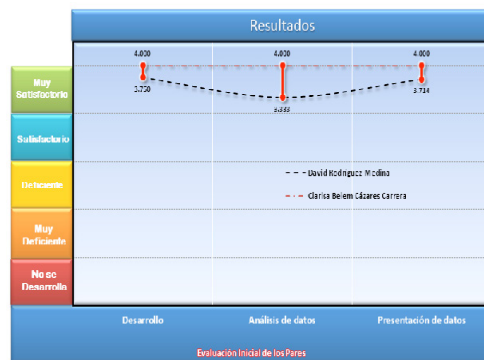 Resultados
4.000 4.000 4.000
Muy
Satisfactorio
3.750 3.333 3.714
Satisfactorio
Deficiente
David Rodriguez Medina
Clarisa Belem Cázares Carrera
Muy
Deficiente
No se
Desarrollo
Desarrollo Análisis de datos Presentación de datos
Evaluación Inicial de los Pares